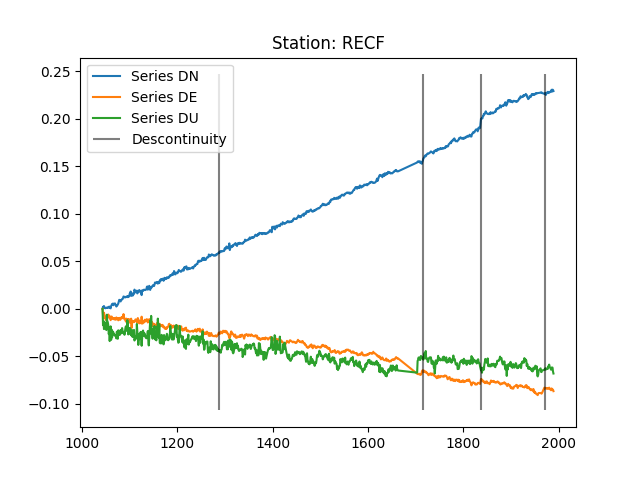 Station: RECF
Series DN
Series DE
Series DU
Descontinuity
0.25
0.20
0.15
0.10
0.05
0.00
−0.05
−0.10
1000 1200 1400 1600 1800 2000